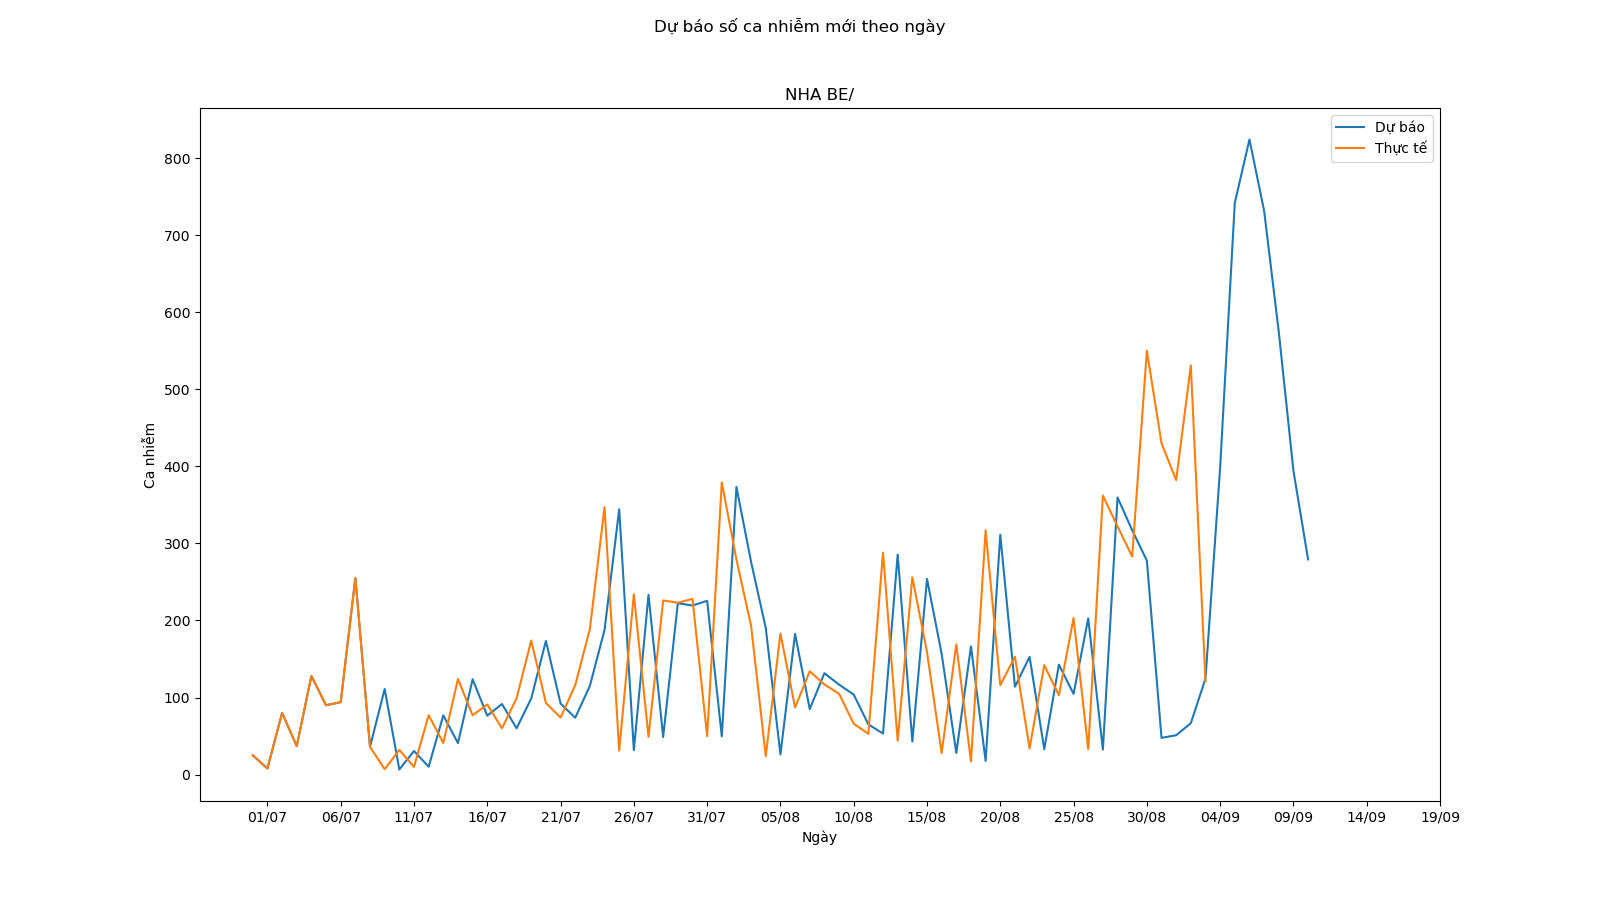 Dự báo số ca nhiễm mới theo ngày
NHA BE/
Dự báo
Thực tế
800
700
600
500
400
300
200
100
0
Ca nhiễm
01/07 06/07 11/07 16/07 21/07 26/07 31/07 05/08 10/08 15/08 20/08 25/08 30/08 04/09 09/09 14/09 19/09
Ngày